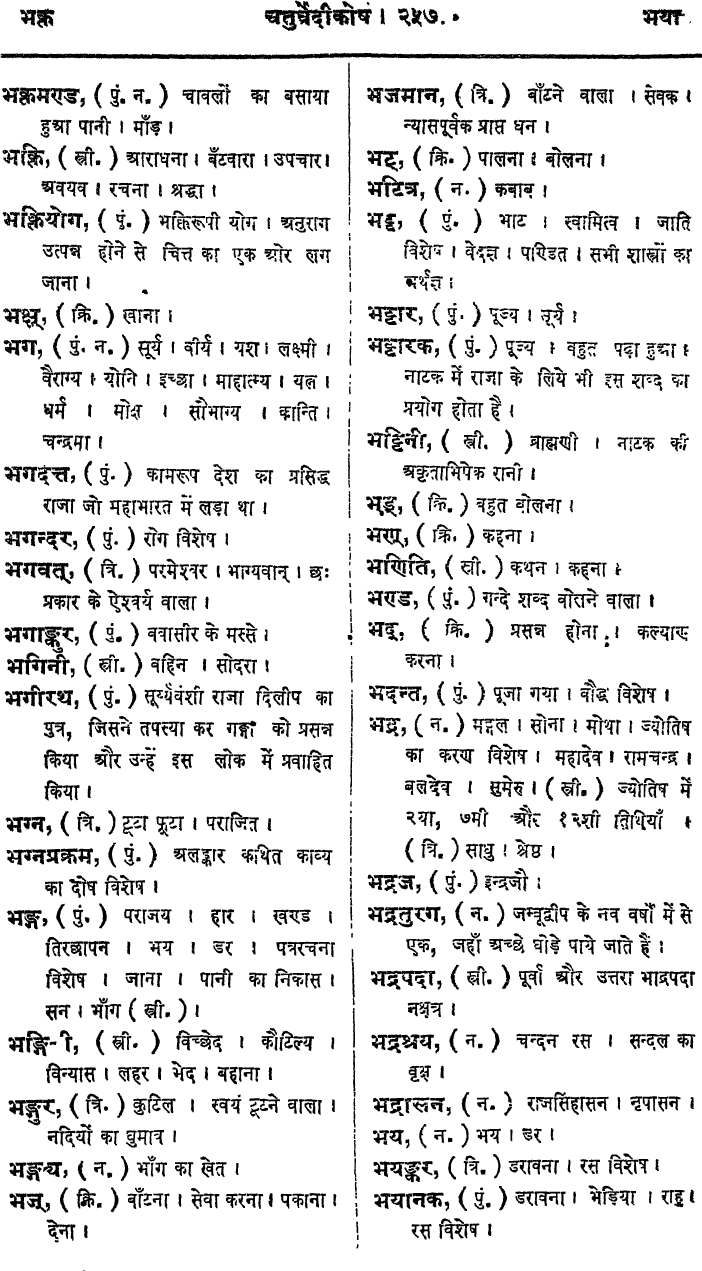 भक्त
चतुर्वेदीकोष । २५७.
भया
भक्तमण्ड, ( पुं. न. ) चावलों का बसाया
हुआ पानी । माँड़ ।
भक्ति, ( स्त्री. ) आराधना । बँटवारा । उपचार ।
अवयव । रचना । श्रद्धा ।
भक्तियोग, ( पुं. ) भक्तिरूपी योग । अनुराग
उत्पन्न होने से चित्त का एक ओर लग
जाना ।
भक्ष्, ( क्रि. ) खाना ।
भग, ( पुं. न. ) सूर्य । वीर्य । यश । लक्ष्मी ।
वैराग्य । योनि । इच्छा । माहात्म्य । यत्न ।
धर्म । मोक्ष । सौभाग्य । कान्ति ।
चन्द्रमा ।
भगदत्त, ( पुं. ) कामरूप देश का प्रसिद्ध
राजा जो महाभारत में लड़ा था ।
भगन्दर, ( पुं. ) रोग विशेष ।
भगवत्, ( त्रि. ) परमेश्वर । भाग्यवान् । छः
प्रकार के ऐश्वर्य वाला ।
भगाङ्कुर, ( पुं. ) बवासीर के मस्से ।
भगिनी, ( स्त्री. ) बहिन । सोदरा ।
भगीरथ, ( पुं. ) सूर्य्यवंशी राजा दिलीप का
पुत्र, जिसने तपस्या कर गङ्गा को प्रसन्न
किया और उन्हें इस लोक में प्रवाहित
किया ।
भग्न, ( त्रि. ) टूटा फूटा । पराजित ।
भग्नप्रक्रम, ( पुं. ) अलङ्कार कथित काव्य
का दोष विशेष ।
भङ्ग, ( पुं. ) पराजय । हार । खण्ड ।
तिरछापन । भय । डर । पत्ररचना
विशेष । जाना । पानी का निकास ।
सन । भाँग ( स्त्री. ) ।
भङ्गि-ी, ( स्त्री. ) विच्छेद । कौटिल्य ।
विन्यास । लहर । भेद । बहाना ।
भङ्गुर, ( त्रि. ) कुटिल । स्वयं टूटने वाला ।
नदियों का घुमाव ।
भङ्गय, ( न. ) भाँग का खेत ।
भज्, ( क्रि. ) बाँटना । सेवा करना । पकाना ।
देना ।
भजमान, ( त्रि. ) बाँटने वाला । सेवक ।
न्यासपूर्वक प्राप्त धन ।
भट्, ( क्रि. ) पालना । बोलना ।
भटित्र, ( न. ) कबाब ।
भट्ट, ( पुं. ) भाट । स्वामित्व । जाति
विशेष । वेदज्ञ । पण्डित । सभी शास्त्रों का
अर्थज्ञ ।
भट्टार, ( पुं. ) पूज्य । सूर्य ।
भट्टारक, ( पुं. ) पूज्य । बहुत पढ़ा हुआ ।
नाटक में राजा के लिये भी इस शब्द का
प्रयोग होता है ।
भट्टिनी, ( स्त्री. ) ब्राह्मणी । नाटक की
अकृताभिषेक रानी ।
भड्, ( क्रि. ) बहुत बोलना ।
भण्, ( क्रि. ) कहना ।
भणिति, ( स्त्री. ) कथन । कहना ।
भण्ड, ( पुं. ) गन्दे शब्द बोलने वाला ।
भद्, ( क्रि. ) प्रसन्न होना । कल्याण
करना ।
भदन्त, ( पुं. ) पूजा गया । बौद्ध विशेष ।
भद्र, ( न. ) मङ्गल । सोना । मोथा । ज्योतिष
का करण विशेष । महादेव । रामचन्द्र ।
बलदेव । सुमेरु । ( स्त्री. ) ज्योतिष में
२या, ७मी और १२शी तिथियाँ ।
( त्रि. ) साधु । श्रेष्ठ ।
भद्रज, ( पुं. ) इन्द्रजौ ।
भद्रतुरग, ( न. ) जम्बूद्वीप के नव वर्षों में से
एक, जहाँ अच्छे घोड़े पाये जाते हैं ।
भद्रपदा, ( स्त्री. ) पूर्वा और उत्तरा भाद्रपदा
नक्षत्र ।
भद्रश्रय, ( न. ) चन्दन रस । सन्दल का
वृक्ष ।
भद्रासन, ( न. ) राजसिंहासन । नृपासन ।
भय, ( न. ) भय । डर ।
भयङ्कर, ( त्रि. ) डरावना । रस विशेष ।
भयानक, ( पुं. ) डरावना । भेड़िया । राहु ।
रस विशेष ।